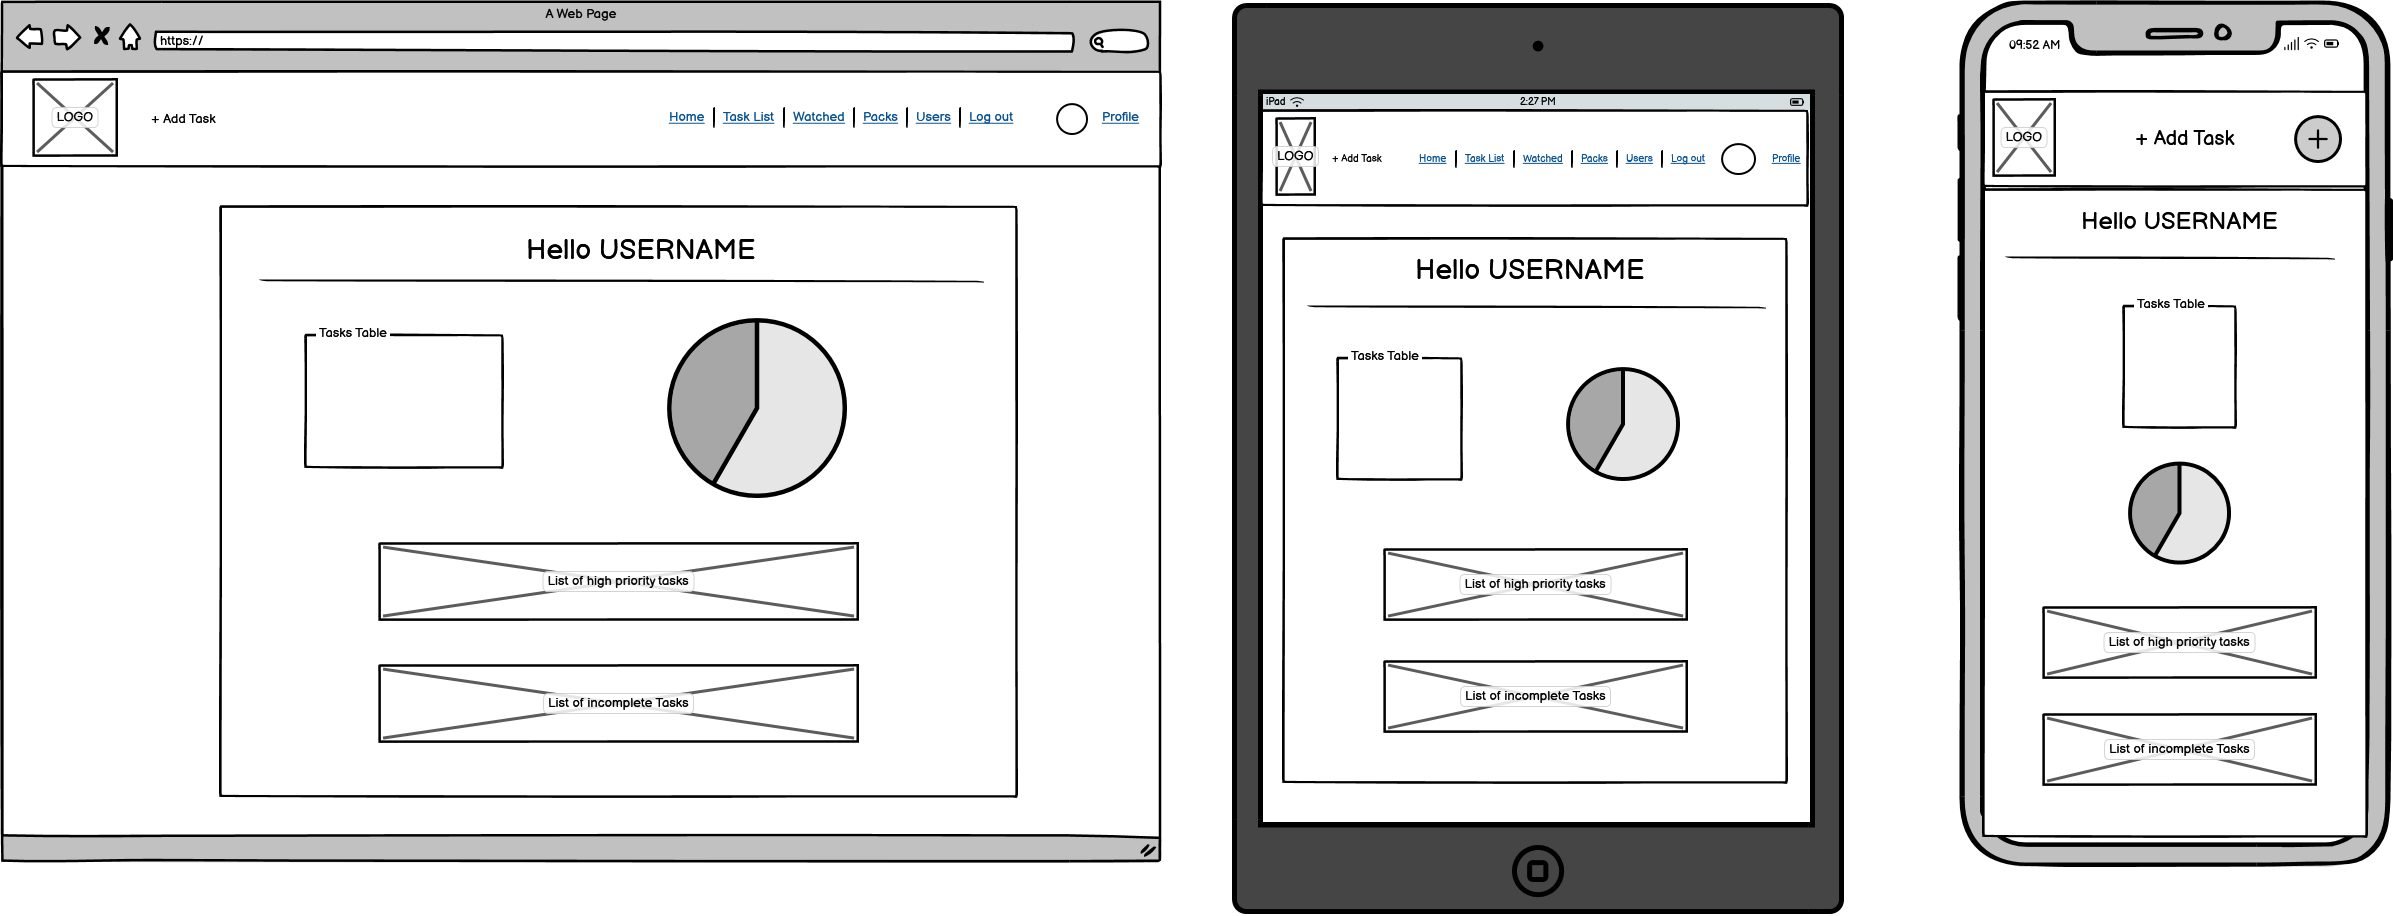 A Web Page
https://
LOGO
+ Add Task
Home Task List Watched Packs Users Log out Profile
Hello USERNAME
Tasks Table
List of high priority tasks
List of incomplete Tasks
iPad 2:27 PM
LOGO
+ Add Task
Home Task List Watched Packs Users Log out Profile
Hello USERNAME
Tasks Table
List of high priority tasks
List of incomplete Tasks
09:52 AM
LOGO
+ Add Task
Hello USERNAME
Tasks Table
List of high priority tasks
List of incomplete Tasks